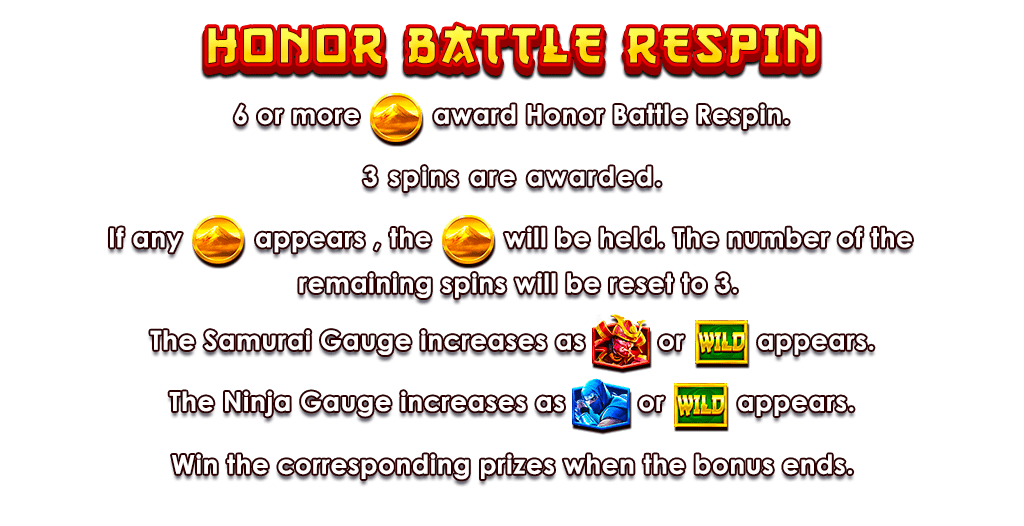 HONOR BATTLE RESPIN
6 or more award Honor Battle Respin.
3 spins are awarded.
If any appears , the will be held. The number of the
remaining spins will be reset to 3.
The Samurai Gauge increases as or WILD appears.
The Ninja Gauge increases as or WILD appears.
Win the corresponding prizes when the bonus ends.